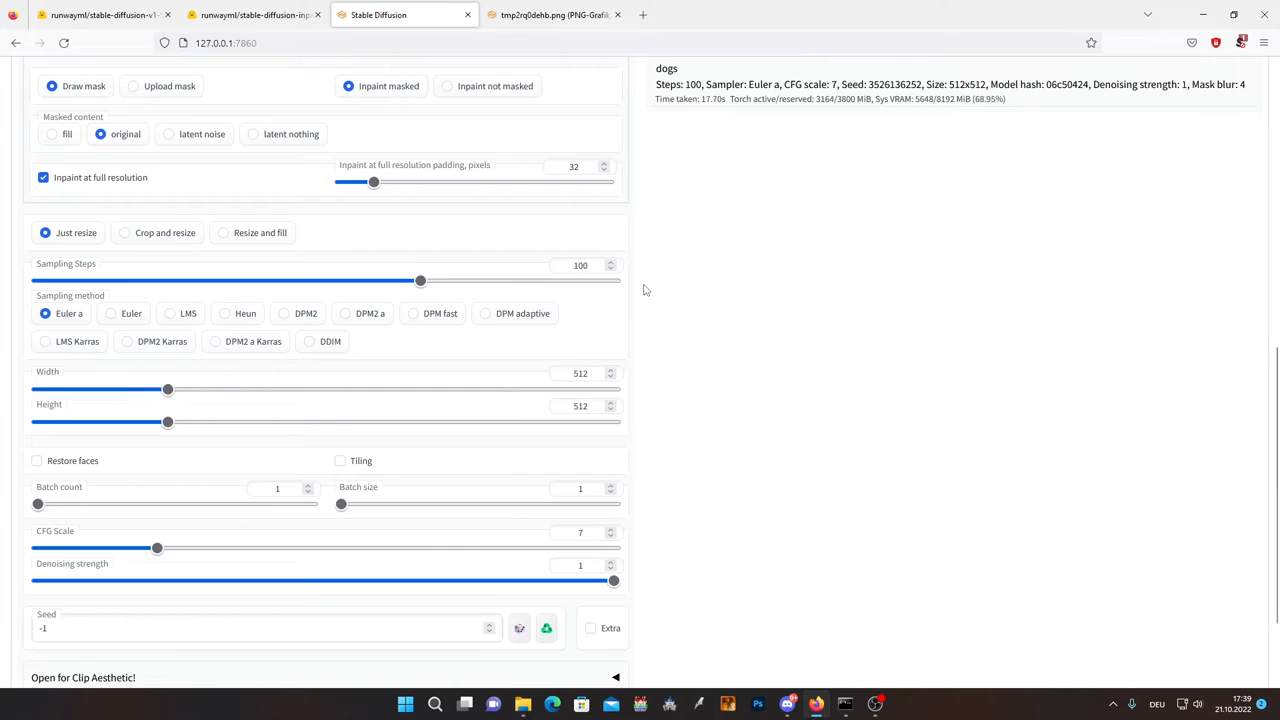 runwayml/stable-diffusion-v1-
runwayml/stable-diffusion-inp
Stable Diffusion
tmp2rq0dehb.png (PNG-Grafik
127.0.0.1:7860
Draw mask
Upload mask
Inpaint masked
Inpaint not masked
Masked content
fill
original
latent noise
latent nothing
Inpaint at full resolution
Inpaint at full resolution padding, pixels
32
dogs
Steps: 100, Sampler: Euler a, CFG scale: 7, Seed: 3526136252, Size: 512x512, Model hash: 06c50424, Denoising strength: 1, Mask blur: 4
Time taken: 17.70s Torch active/reserved: 3164/3800 MiB, Sys VRAM: 5648/8192 MiB (68.95%)
Just resize
Crop and resize
Resize and fill
Sampling Steps
100
Sampling method
Euler a
Euler
LMS
Heun
DPM2
DPM2 a
DPM fast
DPM adaptive
LMS Karras
DPM2 Karras
DPM2 a Karras
DDIM
Width
512
Height
512
Restore faces
Tiling
Batch count
1
Batch size
1
CFG Scale
7
Denoising strength
1
Seed
-1
Extra
Open for Clip Aesthetic!
DEU
17:39
21.10.2022